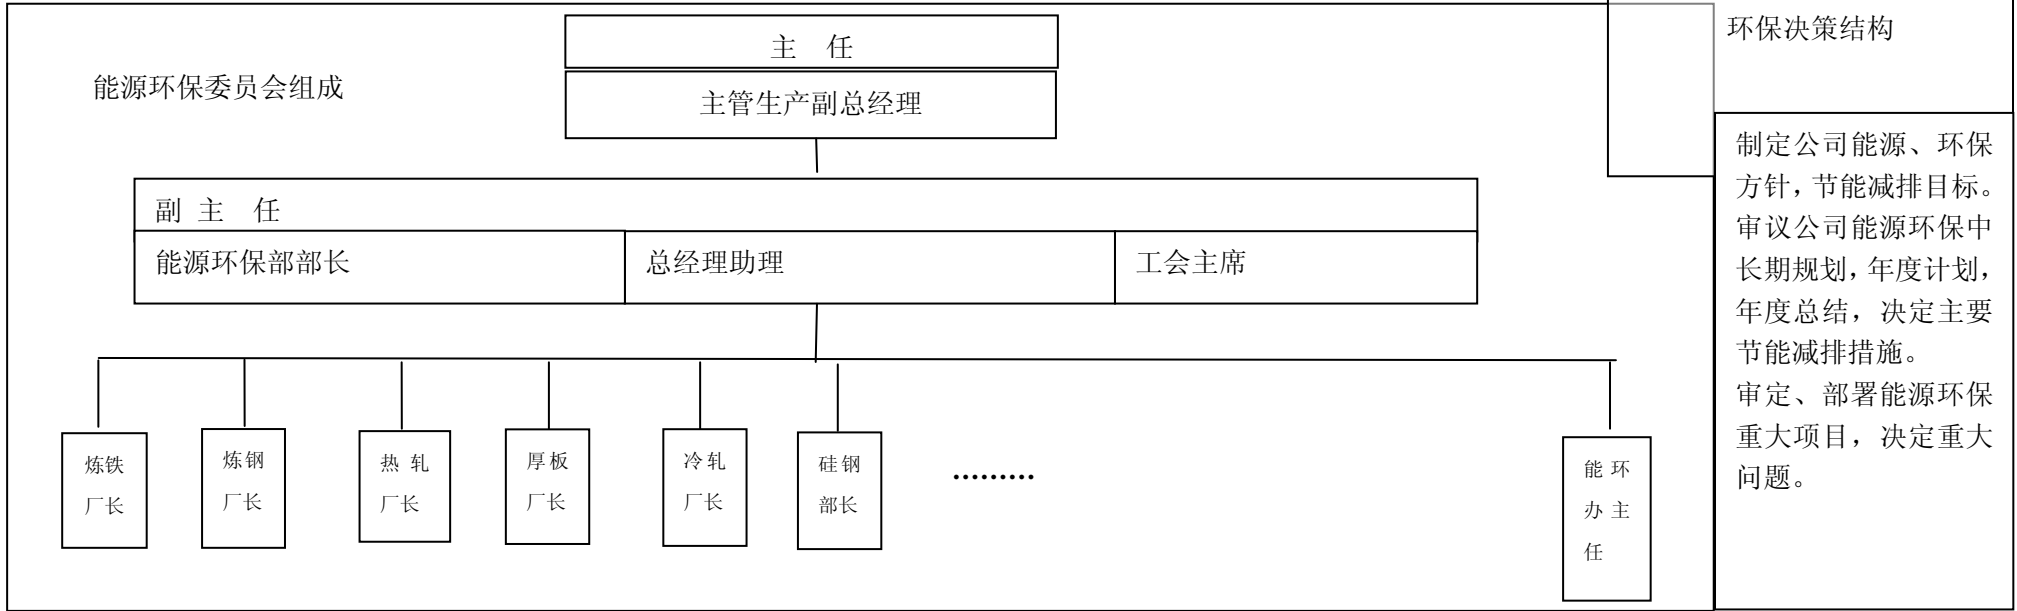 主 任
环保决策结构
能源环保委员会组成
主管生产副总经理
副 主 任
能源环保部部长
总经理助理
工会主席
炼铁
厂长
炼钢
厂长
热 轧
厂长
厚板
厂长
冷轧
厂长
硅钢
部长
………
能 环
办 主
任
制定公司能源、环保
方针，节能减排目标。
审议公司能源环保中
长期规划，年度计划，
年度总结，决定主要
节能减排措施。
审定、部署能源环保
重大项目，决定重大
问题。